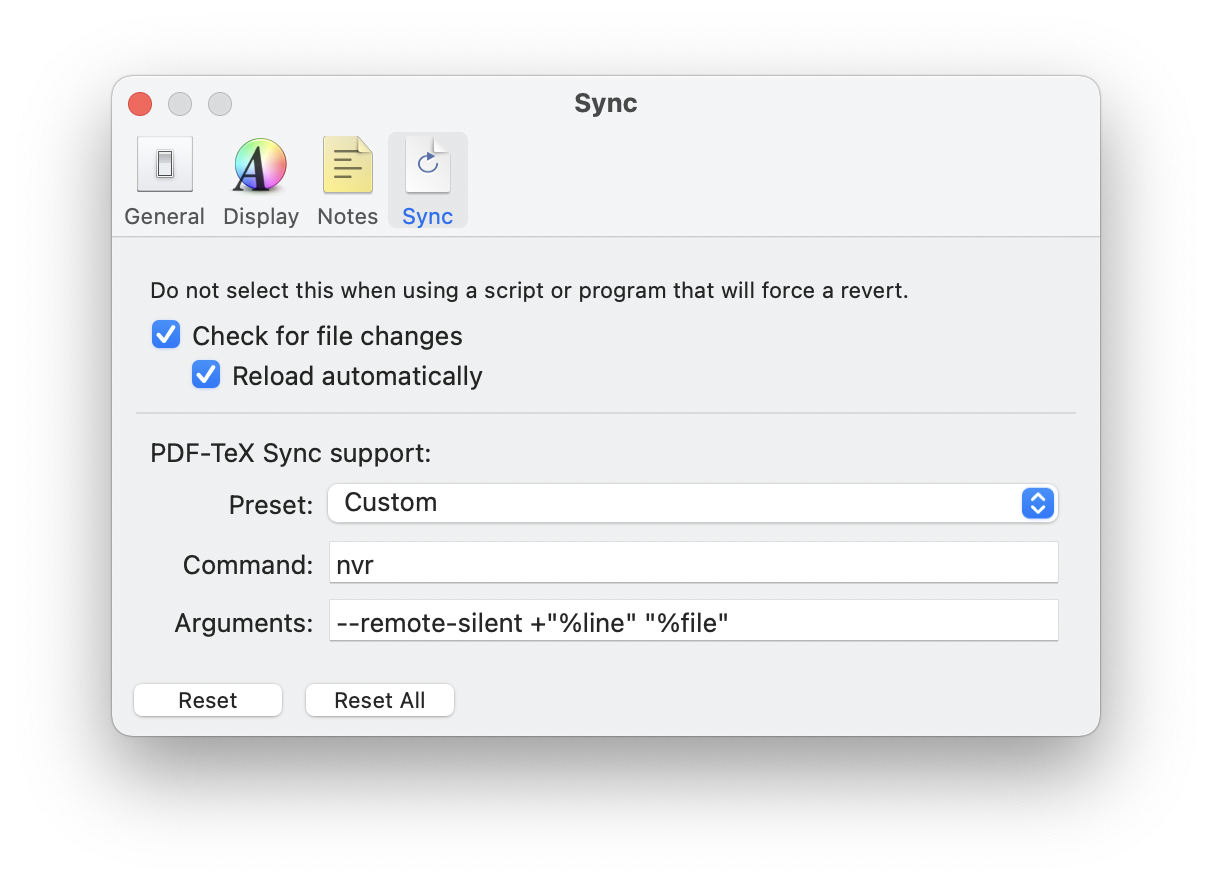 Sync
General Display Notes Sync
Do not select this when using a script or program that will force a revert.
Check for file changes
Reload automatically
PDF-TeX Sync support:
Preset: Custom
Command: nvr
Arguments: --remote-silent +"%line" "%file"
Reset Reset All